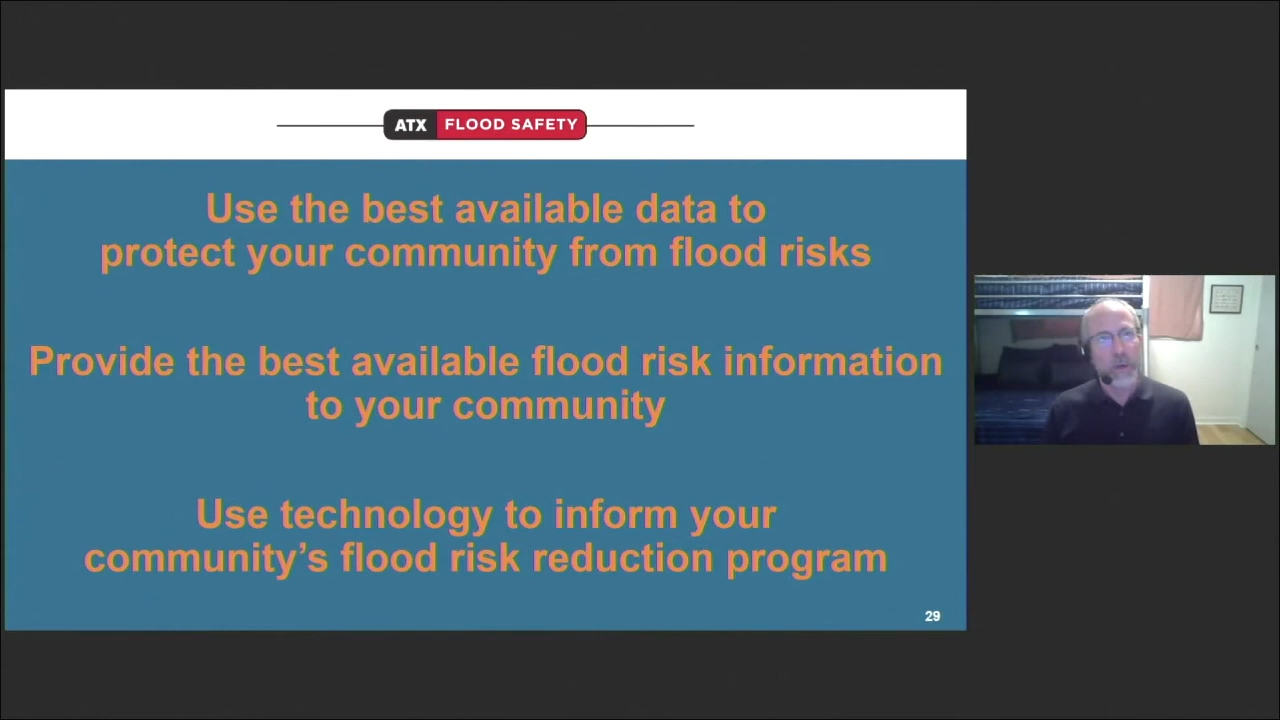 ATX FLOOD SAFETY
Use the best available data to
protect your community from flood risks
Provide the best available flood risk information
to your community
Use technology to inform your
community’s flood risk reduction program
29